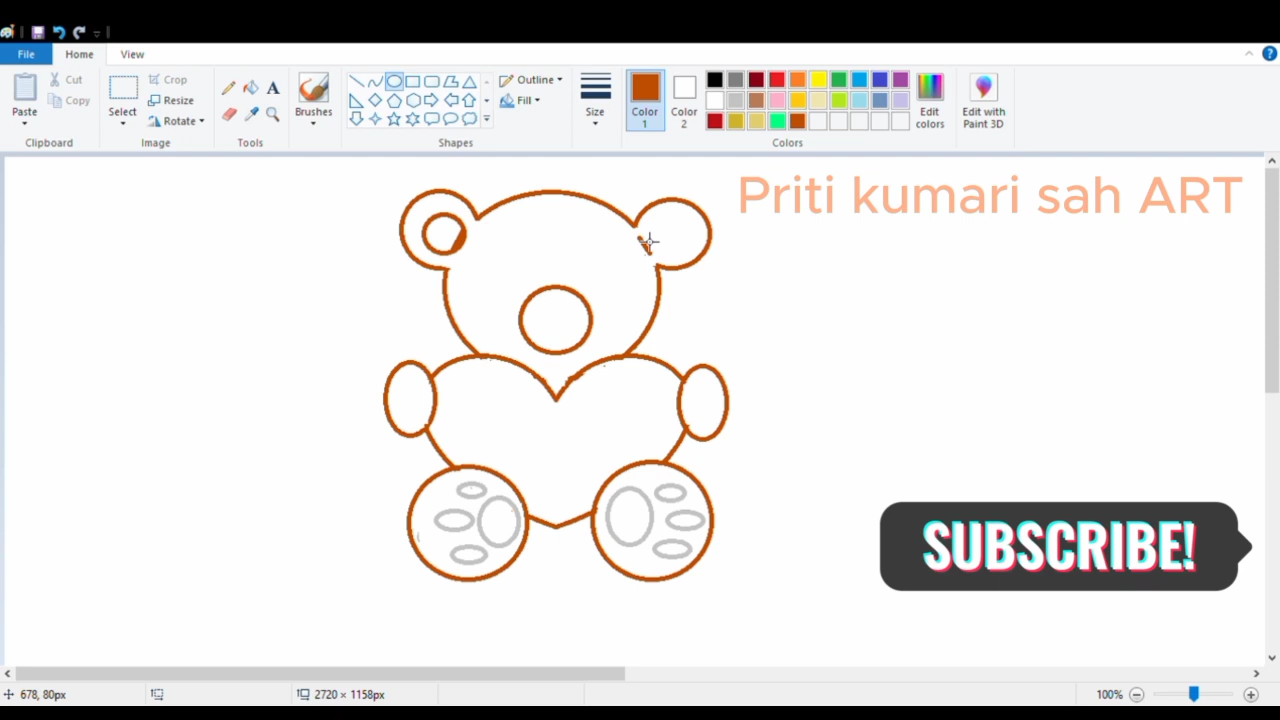 File
Home
View
Paste
Cut
Copy
Clipboard
Select
Crop
Resize
Rotate
Image
A
Tools
Brushes
Outline
Fill
Shapes
Size
Color 1
Color 2
Edit colors
Colors
Edit with Paint 3D
?
Priti kumari sah ART
SUBSCRIBE!
678, 80px
2720 × 1158px
100%